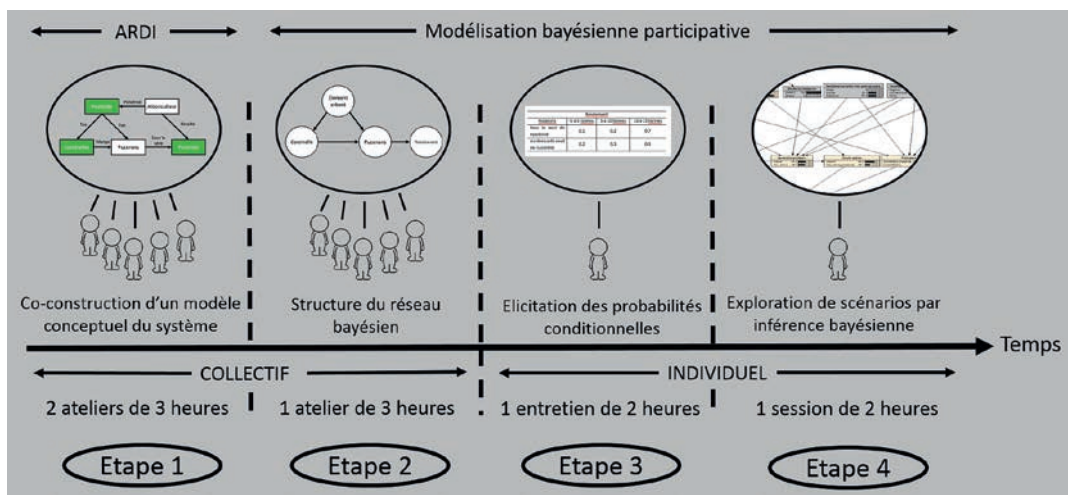 ARDI
Modélisation bayésienne participative
Co-construction d'un modèle
conceptuel du système
Structure du réseau
bayésien
Elicitation des probabilités
conditionnelles
Exploration de scénarios par
inférence bayésienne
Temps
COLLECTIF
INDIVIDUEL
2 ateliers de 3 heures
1 atelier de 3 heures
1 entretien de 2 heures
1 session de 2 heures
Etape 1
Etape 2
Etape 3
Etape 4